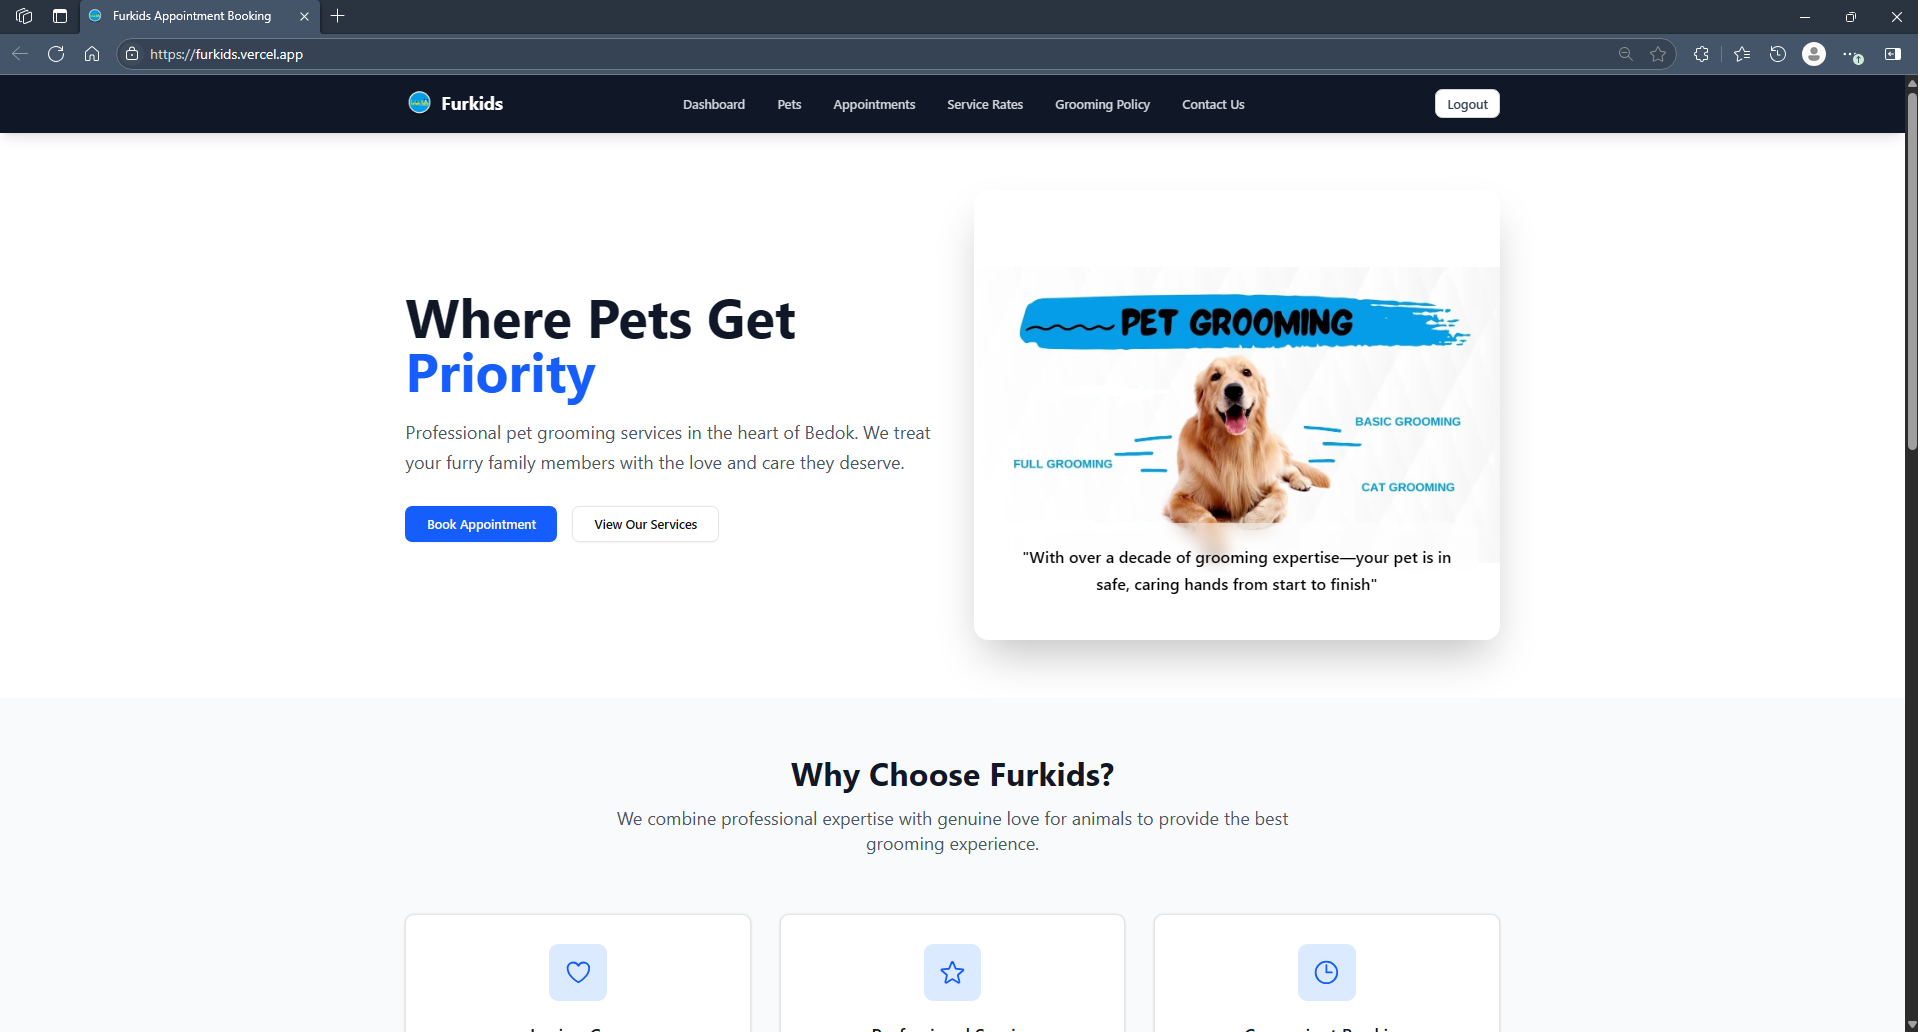 Furkids Appointment Booking
https://furkids.vercel.app
Furkids
Dashboard
Pets
Appointments
Service Rates
Grooming Policy
Contact Us
Logout
Where Pets Get
Priority
Professional pet grooming services in the heart of Bedok. We treat
your furry family members with the love and care they deserve.
Book Appointment
View Our Services
PET GROOMING
BASIC GROOMING
FULL GROOMING
CAT GROOMING
"With over a decade of grooming expertise—your pet is in
safe, caring hands from start to finish"
Why Choose Furkids?
We combine professional expertise with genuine love for animals to provide the best
grooming experience.